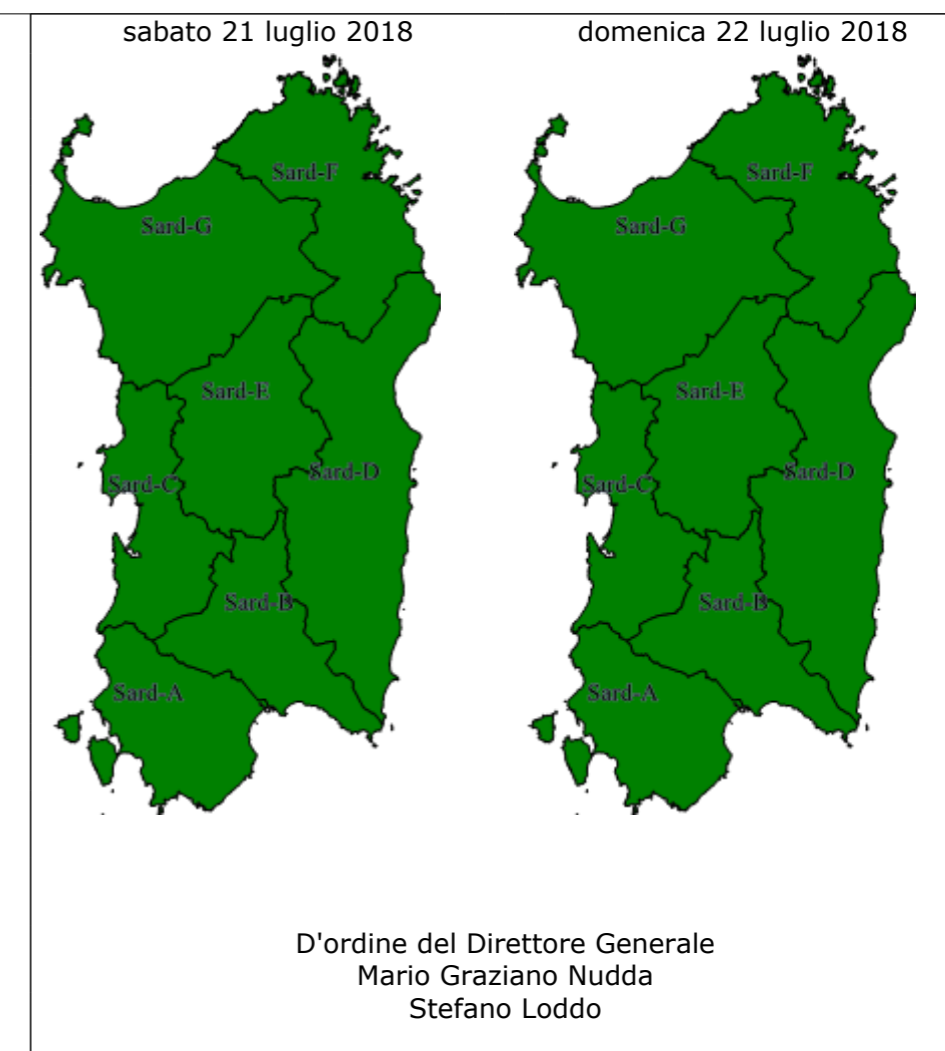 sabato 21 luglio 2018
Sard-F
Sard-G
Sard-E
Sard-D
Sard-C
Sard-B
Sard-A
domenica 22 luglio 2018
Sard-F
Sard-G
Sard-E
Sard-D
Sard-C
Sard-B
Sard-A
D'ordine del Direttore Generale
Mario Graziano Nudda
Stefano Loddo